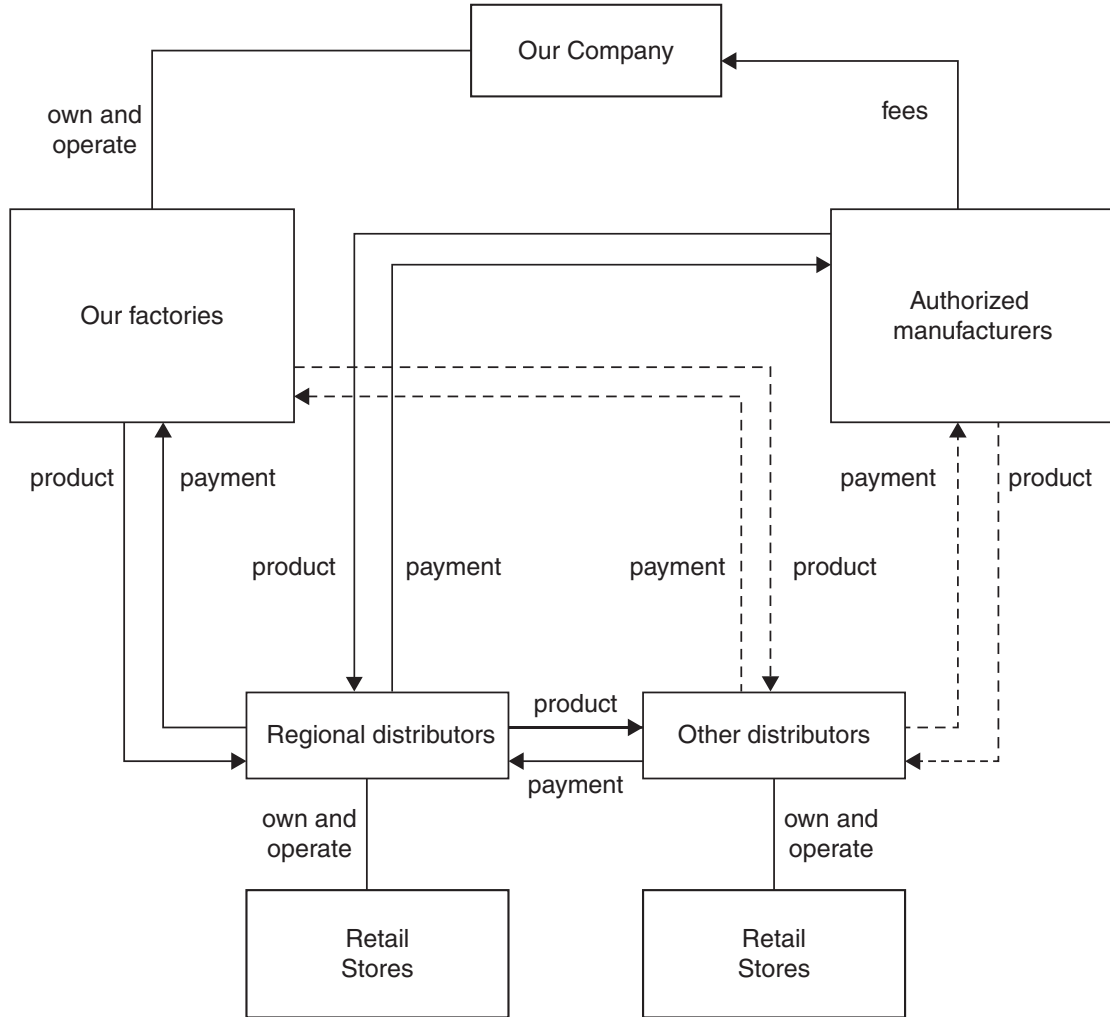 Our Company
own and
operate
fees
Our factories
Authorized
manufacturers
product
payment
payment
product
product
payment
payment
product
product
Regional distributors
Other distributors
payment
own and
operate
own and
operate
Retail
Stores
Retail
Stores